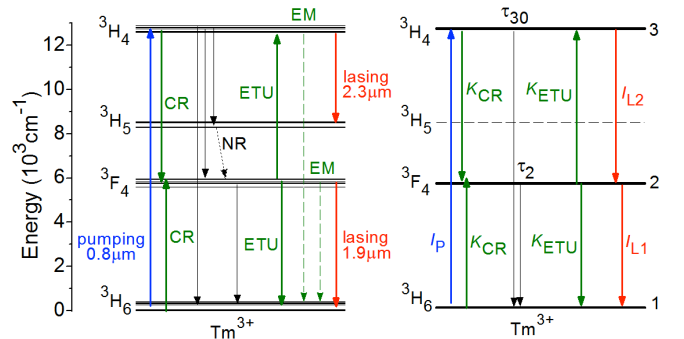 Energy (10³cm⁻¹)
12
10
8
6
4
2
0
³H₄
³H₅
³F₄
³H₆
EM
CR
ETU
lasing
2.3μm
NR
EM
pumping
0.8μm
CR
ETU
lasing
1.9μm
Tm³⁺
³H₄
³H₅
³F₄
³H₆
τ₃₀
3
K_CR
K_ETU
I_L2
τ₂
2
I_P
K_CR
K_ETU
I_L1
1
Tm³⁺